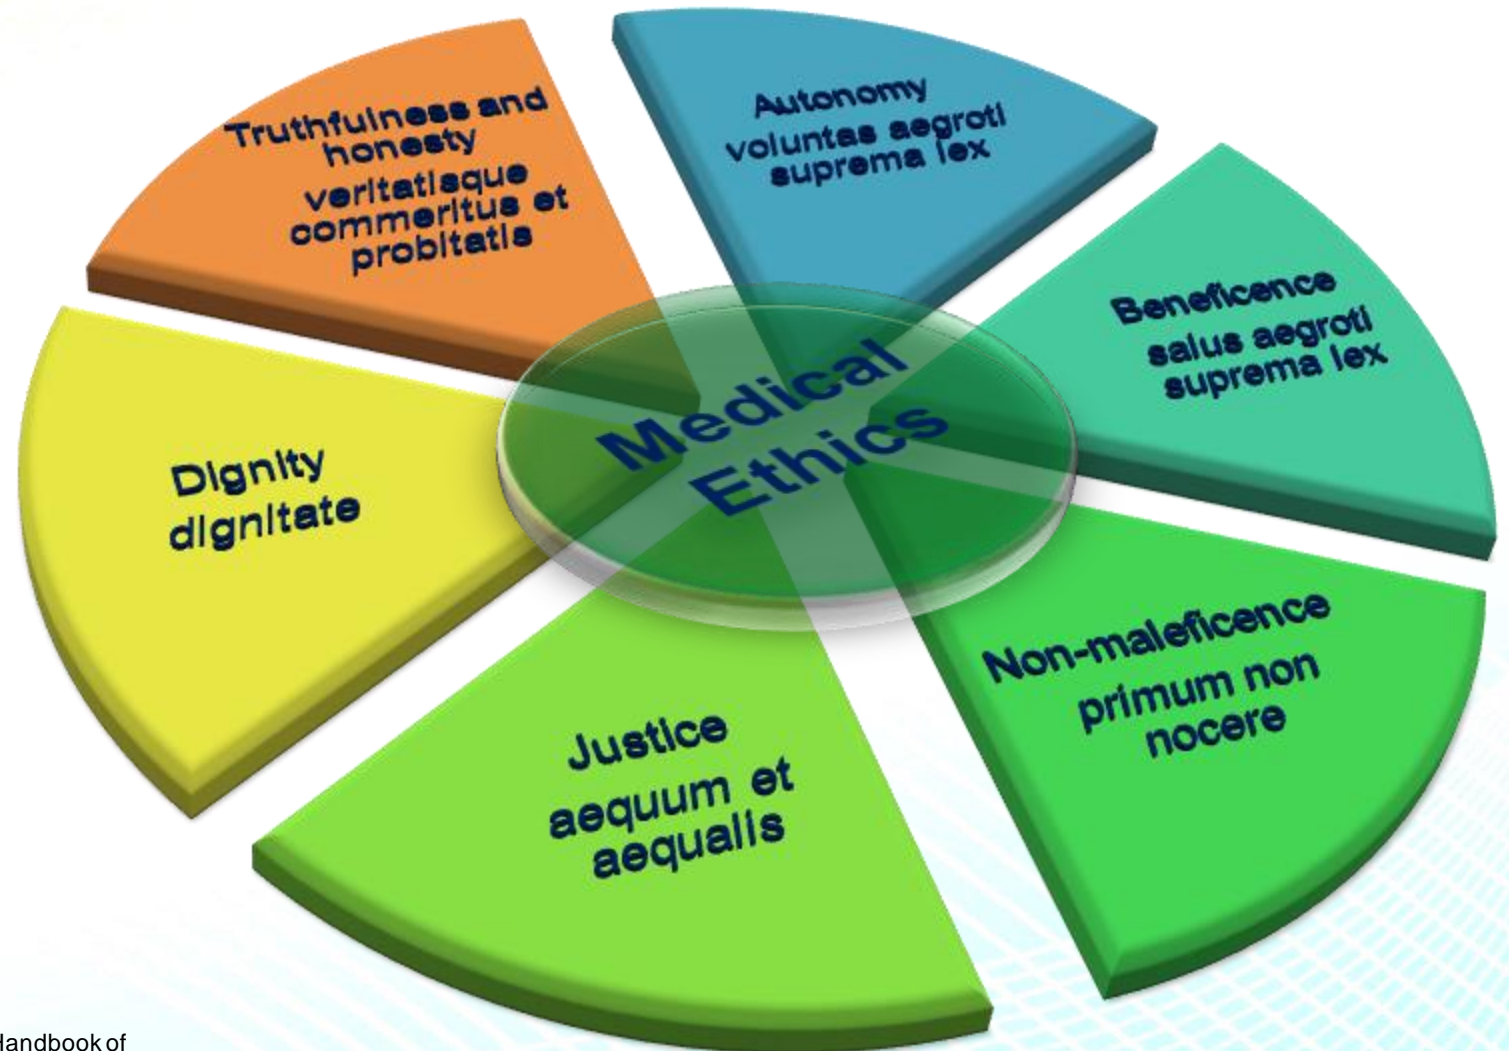 Truthfulness and
honesty
veritatisque
commeritus et
probitatis
Autonomy
voluntas aegroti
suprema lex
Beneficence
salus aegroti
suprema lex
Medical
Ethics
Dignity
dignitate
Non-maleficence
primum non
nocere
Justice
aequum et
aequalis
Handbook of